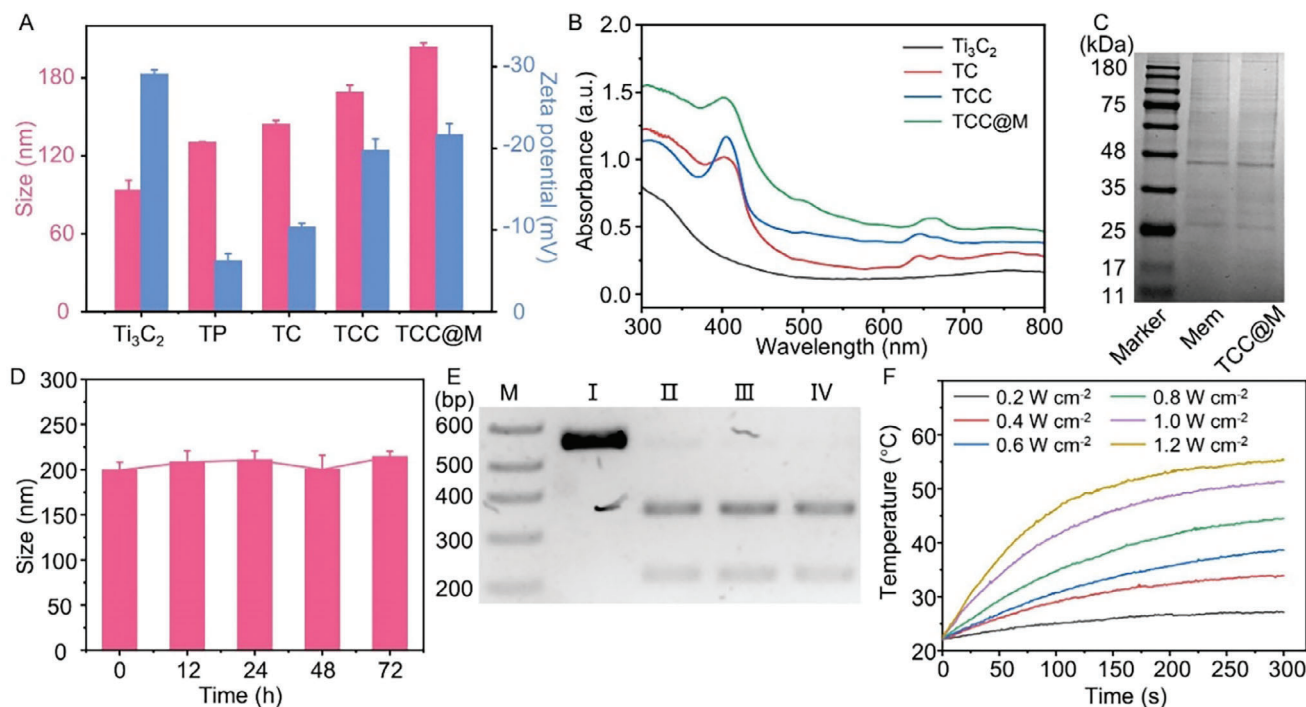 A
Size (nm)
180
120
60
0
-30
-20
-10
0
Zeta potential (mV)
Ti₃C₂ TP TC TCC TCC@M
B
Absorbance (a.u.)
2.0
1.5
1.0
0.5
0.0
Ti₃C₂
TC
TCC
TCC@M
300 400 500 600 700 800
Wavelength (nm)
C
(kDa)
180
75
48
35
25
17
11
Marker
Mem
TCC@M
D
Size (nm)
300
250
200
150
100
50
0
0 12 24 48 72
Time (h)
E
(bp)
M I II III IV
600
500
400
300
200
F
Temperature (°C)
60
50
40
30
20
0.2 W cm⁻² 0.8 W cm⁻²
0.4 W cm⁻² 1.0 W cm⁻²
0.6 W cm⁻² 1.2 W cm⁻²
0 50 100 150 200 250 300
Time (s)